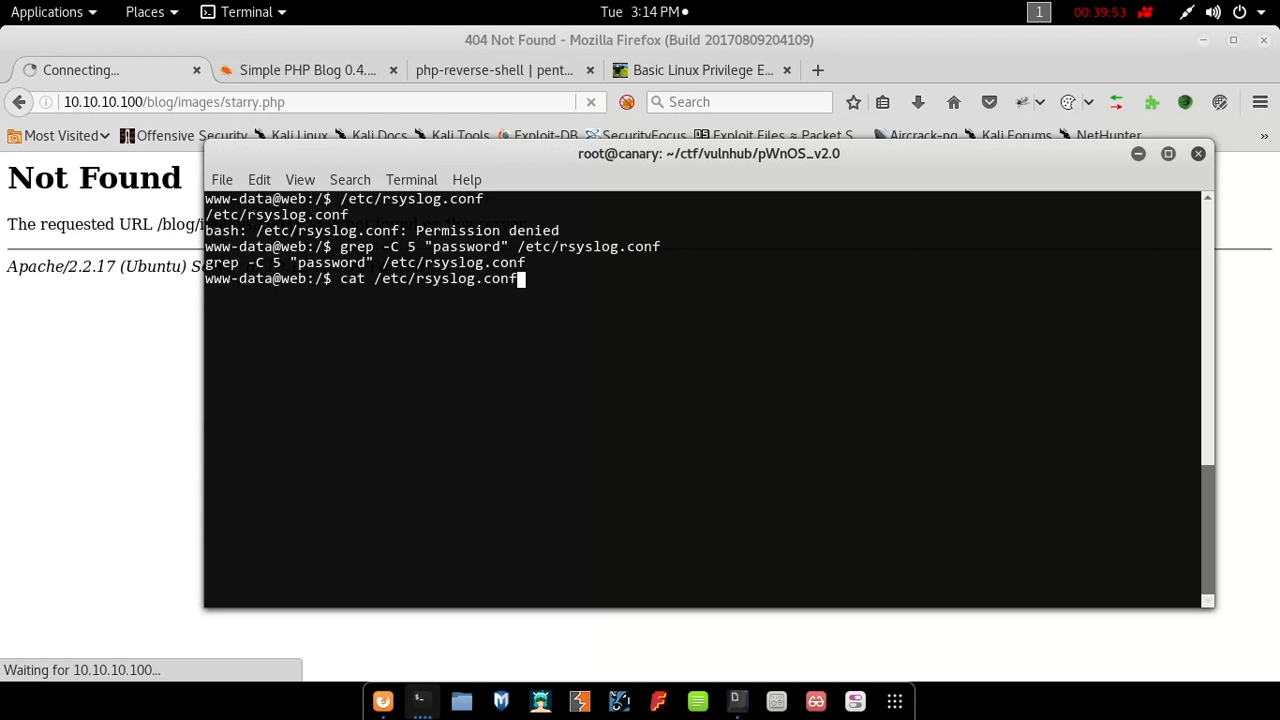 Applications Places Terminal Tue 3:14 PM 1 00:39:53
404 Not Found - Mozilla Firefox (Build 20170809204109)
Connecting... Simple PHP Blog 0.4.... php-reverse-shell | pent... Basic Linux Privilege E...
10.10.10.100/blog/images/starry.php Search
Most Visited Offensive Security Kali Linux Kali Docs Kali Tools Exploit-DB SecurityFocus Exploit Files ≈ Packet S Aircrack-ng Kali Forums NetHunter »
root@canary: ~/ctf/vulnhub/pWnOS_v2.0
File Edit View Search Terminal Help
Not Found
The requested URL /blog/i
Apache/2.2.17 (Ubuntu) S
www-data@web:/$ /etc/rsyslog.conf
/etc/rsyslog.conf
bash: /etc/rsyslog.conf: Permission denied
www-data@web:/$ grep -C 5 "password" /etc/rsyslog.conf
grep -C 5 "password" /etc/rsyslog.conf
www-data@web:/$ cat /etc/rsyslog.conf
Waiting for 10.10.10.100...